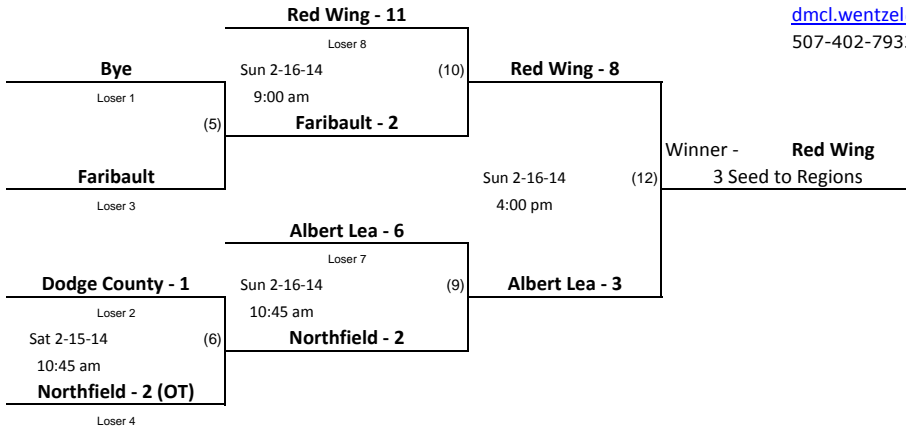 Red Wing - 11
dmcl.wentzel
Loser 8
507-402-793
Bye
Sun 2-16-14
(10)
Red Wing - 8
Loser 1
9:00 am
(5)
Faribault - 2
Winner - Red Wing
Faribault
Sun 2-16-14
(12)
3 Seed to Regions
Loser 3
4:00 pm
Albert Lea - 6
Loser 7
Dodge County - 1
Sun 2-16-14
(9)
Albert Lea - 3
Loser 2
10:45 am
Sat 2-15-14
(6)
Northfield - 2
10:45 am
Northfield - 2 (OT)
Loser 4